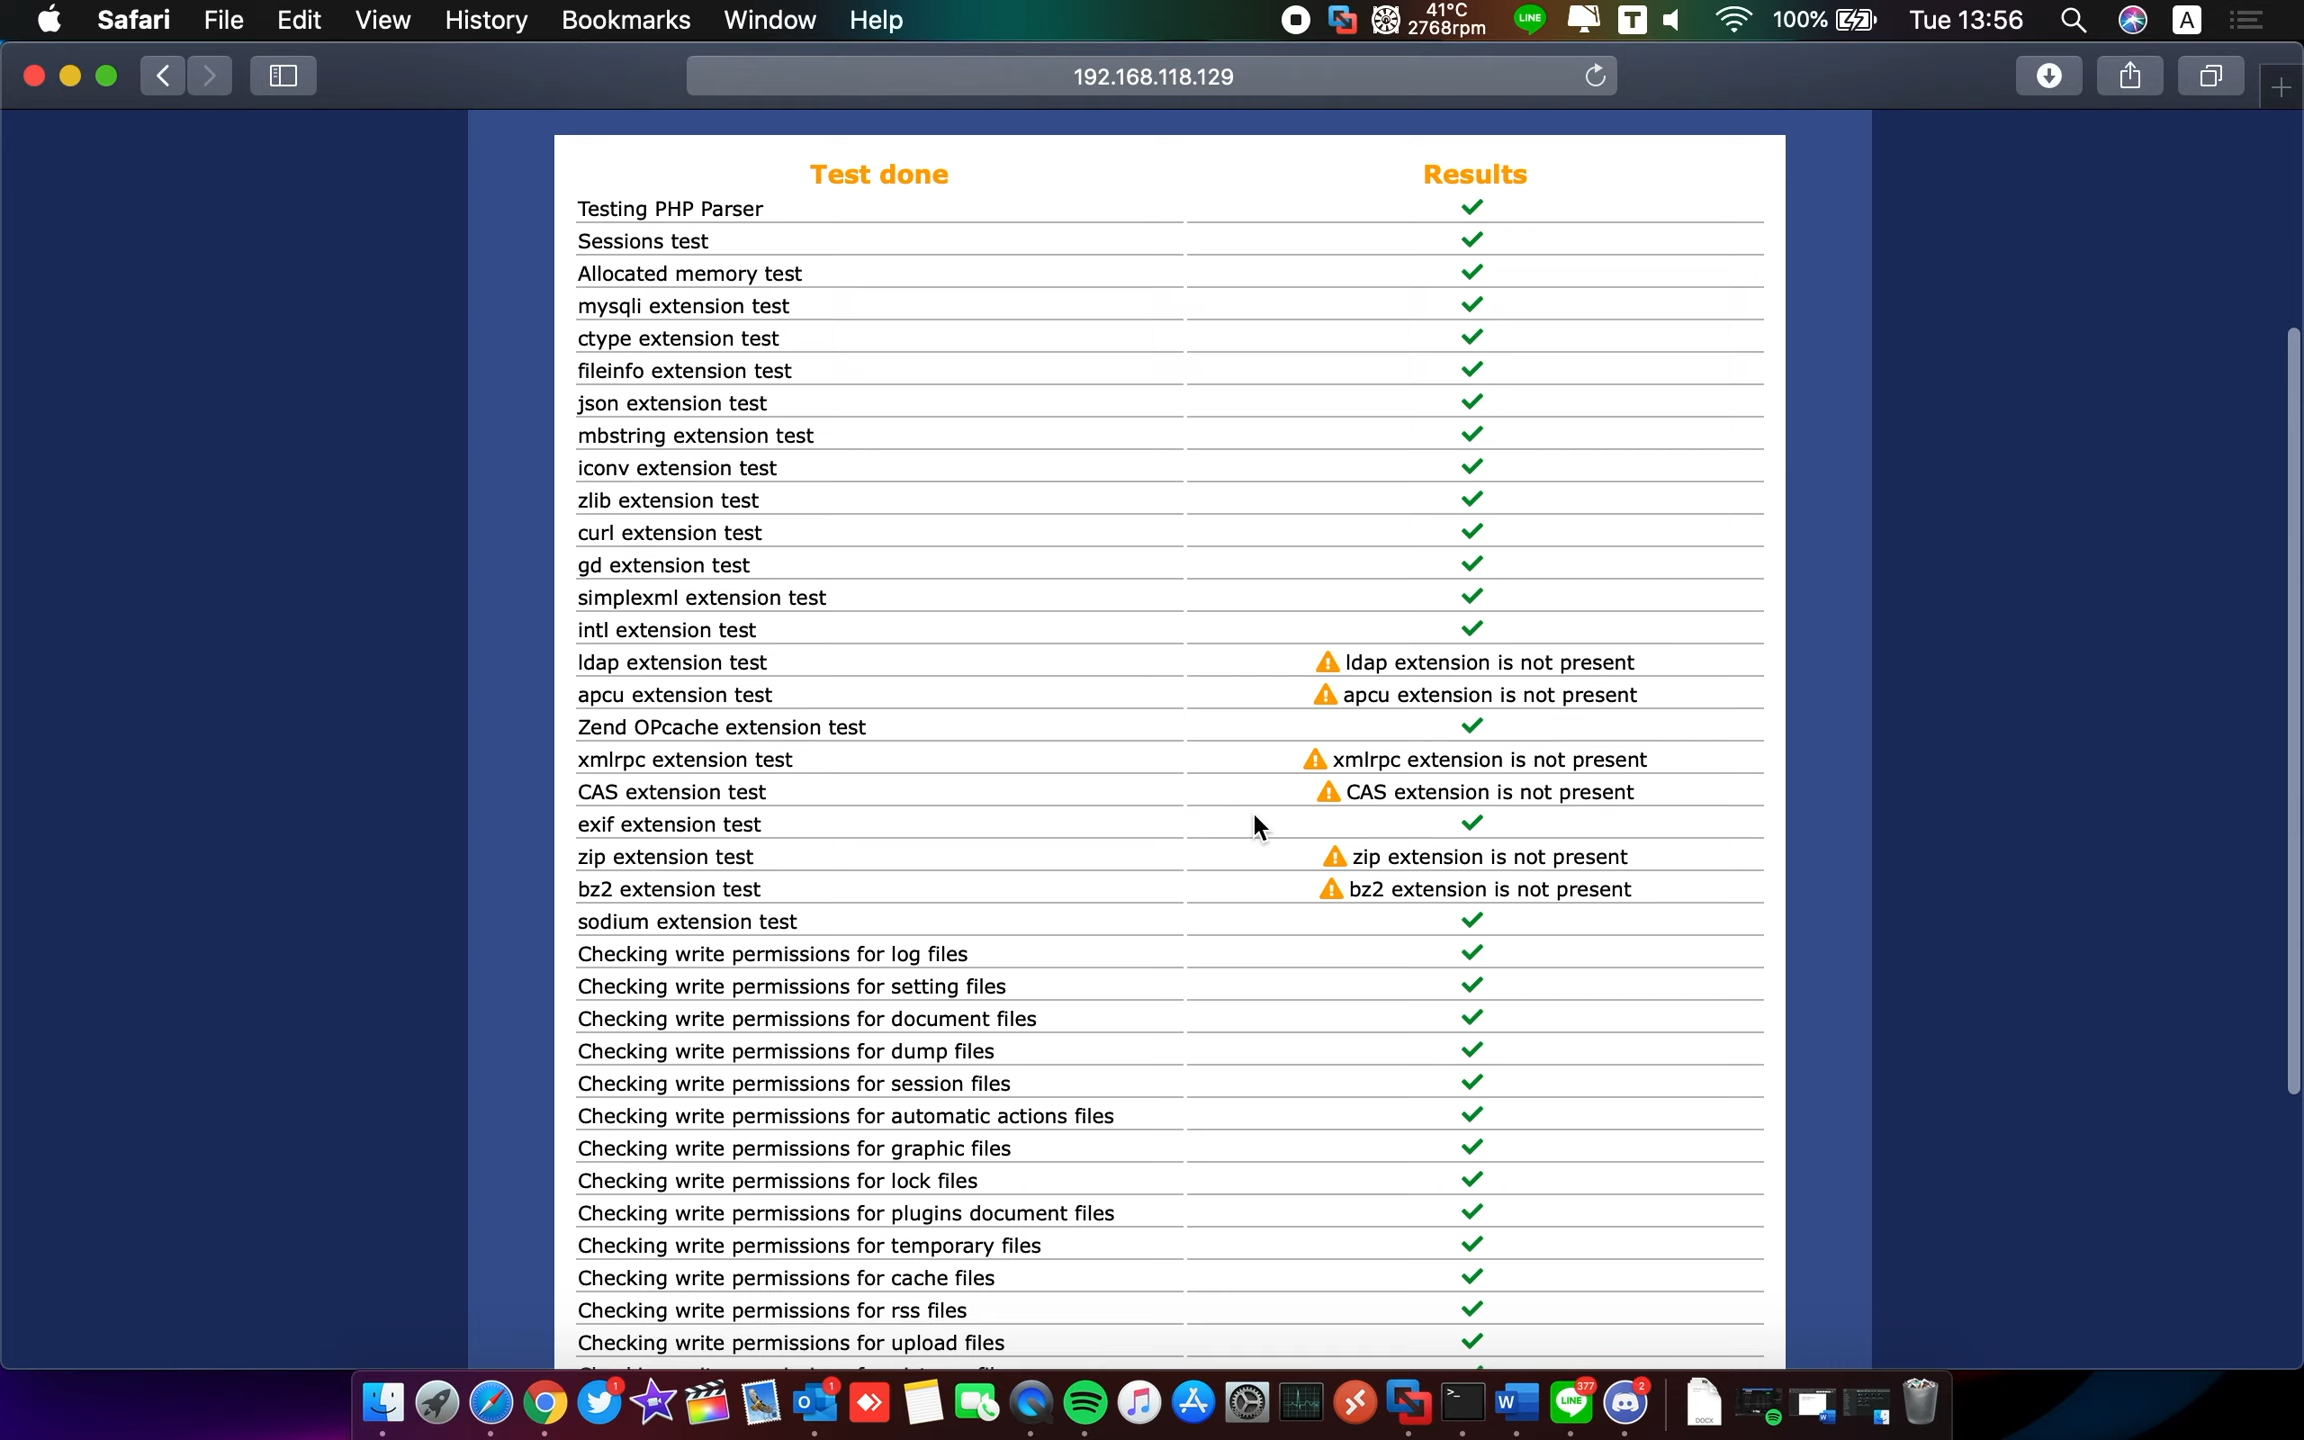 Safari File Edit View History Bookmarks Window Help 41°C 2768rpm LINE T 100% Tue 13:56 A
192.168.118.129
Test done Results
Testing PHP Parser
Sessions test
Allocated memory test
mysqli extension test
ctype extension test
fileinfo extension test
json extension test
mbstring extension test
iconv extension test
zlib extension test
curl extension test
gd extension test
simplexml extension test
intl extension test
ldap extension test ldap extension is not present
apcu extension test apcu extension is not present
Zend OPcache extension test
xmlrpc extension test xmlrpc extension is not present
CAS extension test CAS extension is not present
exif extension test
zip extension test zip extension is not present
bz2 extension test bz2 extension is not present
sodium extension test
Checking write permissions for log files
Checking write permissions for setting files
Checking write permissions for document files
Checking write permissions for dump files
Checking write permissions for session files
Checking write permissions for automatic actions files
Checking write permissions for graphic files
Checking write permissions for lock files
Checking write permissions for plugins document files
Checking write permissions for temporary files
Checking write permissions for cache files
Checking write permissions for rss files
Checking write permissions for upload files
1 1 377 2
LINE
DOCX